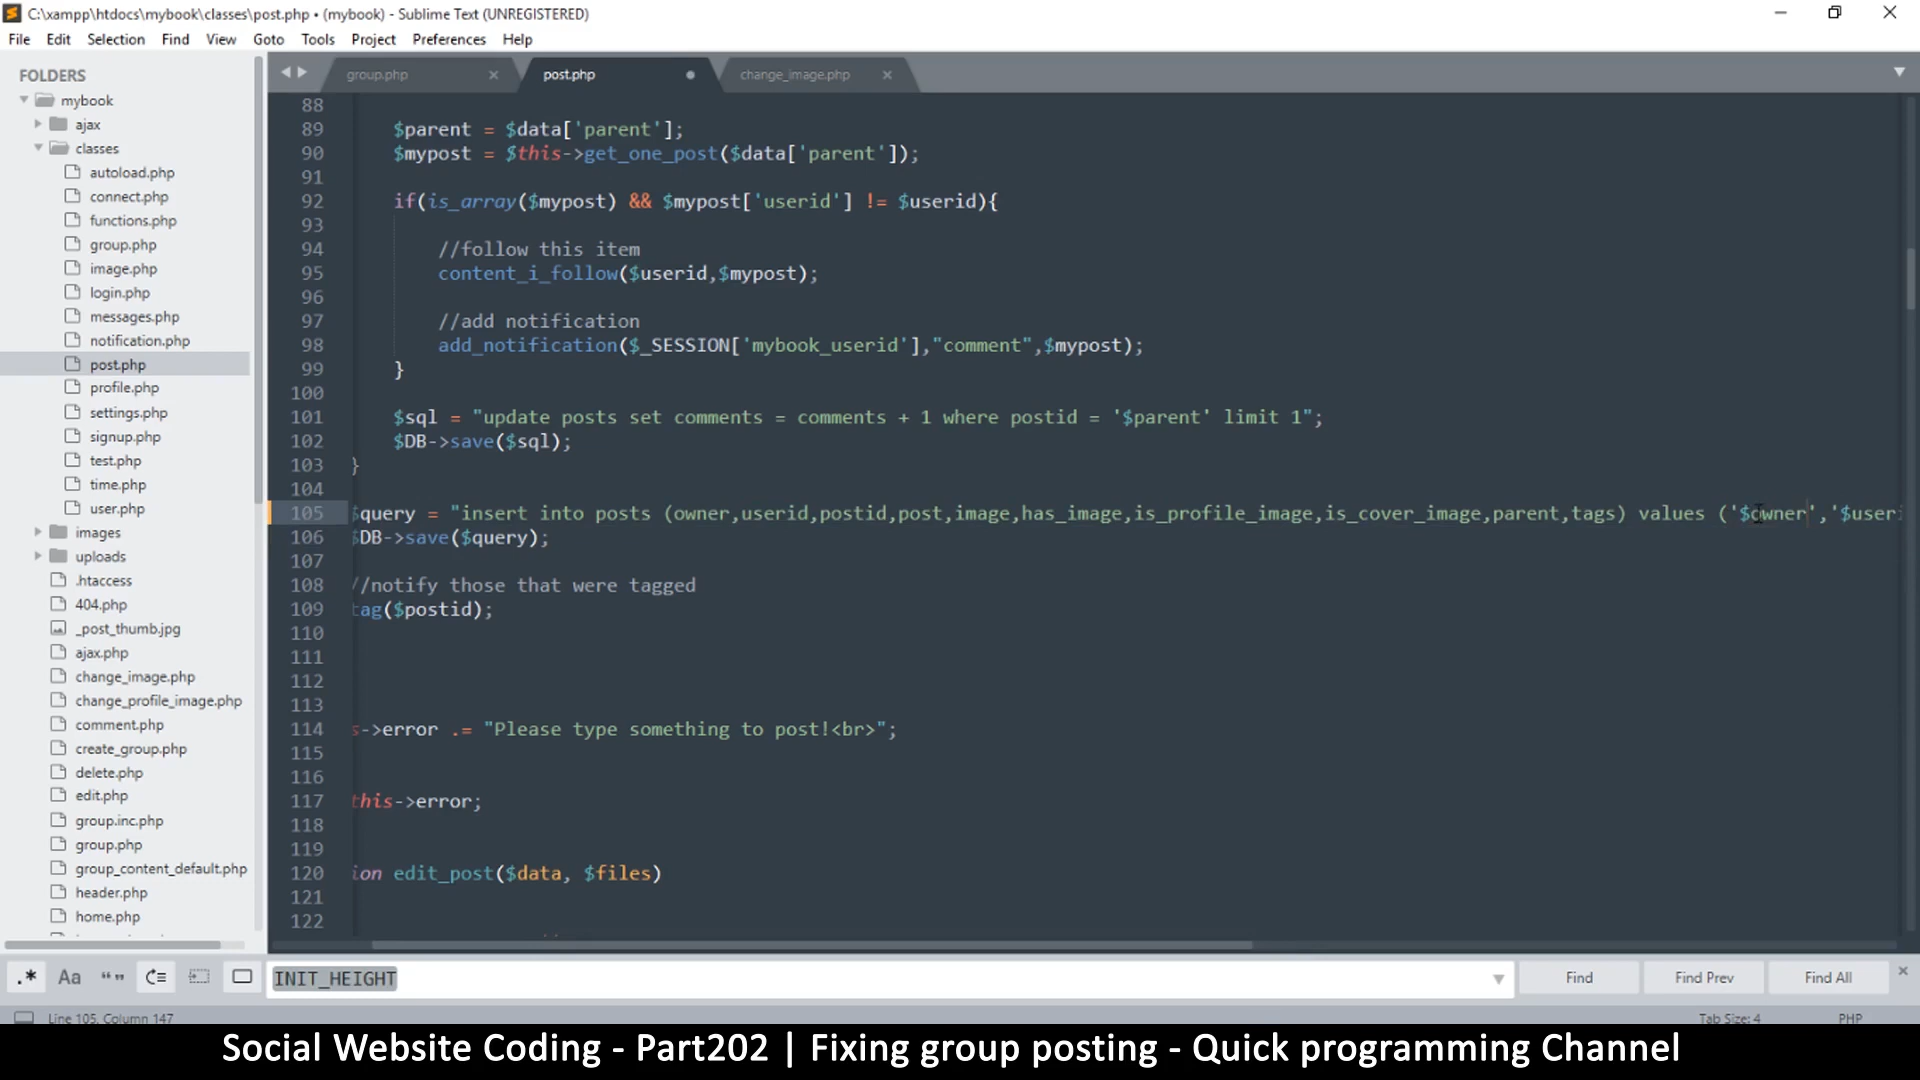 C:\xampp\htdocs\mybook\classes\post.php • (mybook) - Sublime Text (UNREGISTERED)
File Edit Selection Find View Goto Tools Project Preferences Help
FOLDERS
mybook
ajax
classes
autoload.php
connect.php
functions.php
group.php
image.php
login.php
messages.php
notification.php
post.php
profile.php
settings.php
signup.php
test.php
time.php
user.php
images
uploads
.htaccess
404.php
_post_thumb.jpg
ajax.php
change_image.php
change_profile_image.php
comment.php
create_group.php
delete.php
edit.php
group.inc.php
group.php
group_content_default.php
header.php
home.php
group.php post.php change_image.php
88
89 $parent = $data['parent'];
90 $mypost = $this->get_one_post($data['parent']);
91
92 if(is_array($mypost) && $mypost['userid'] != $userid){
93
94 //follow this item
95 content_i_follow($userid,$mypost);
96
97 //add notification
98 add_notification($_SESSION['mybook_userid'],"comment",$mypost);
99 }
100
101 $sql = "update posts set comments = comments + 1 where postid = '$parent' limit 1";
102 $DB->save($sql);
103 }
104
105 $query = "insert into posts (owner,userid,postid,post,image,has_image,is_profile_image,is_cover_image,parent,tags) values ('$owner','$useri
106 $DB->save($query);
107
108 //notify those that were tagged
109 tag($postid);
110
111
112
113
114 s->error .= "Please type something to post!<br>";
115
116
117 this->error;
118
119
120 ion edit_post($data, $files)
121
122
.* Aa “ ” INIT_HEIGHT Find Find Prev Find All
Line 105, Column 147 Tab Size: 4 PHP
Social Website Coding - Part202 | Fixing group posting - Quick programming Channel